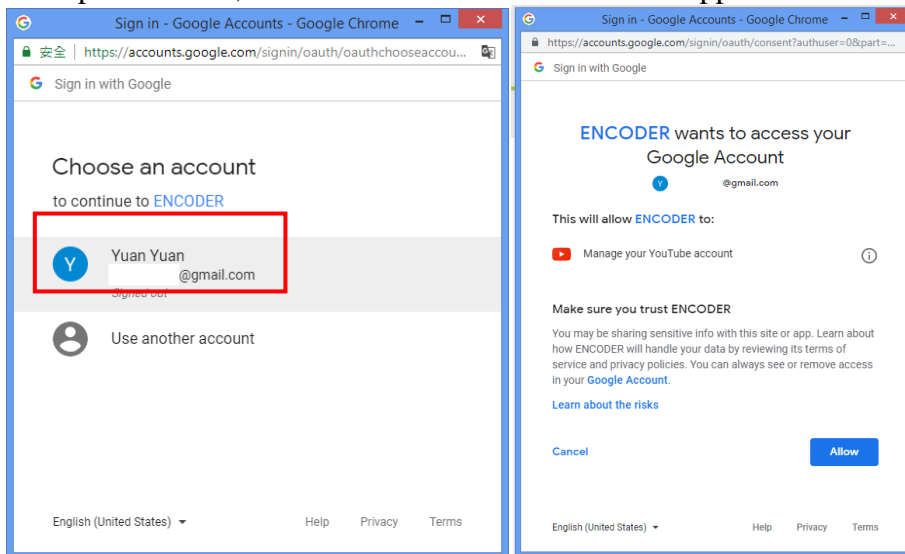 Sign in - Google Accounts - Google Chrome
安全 | https://accounts.google.com/signin/oauth/oauthchooseaccou...
G Sign in with Google
Choose an account
to continue to ENCODER
Y
Yuan Yuan
@gmail.com
Signed out
Use another account
English (United States)
Help Privacy Terms
Sign in - Google Accounts - Google Chrome
https://accounts.google.com/signin/oauth/consent?authuser=0&part=...
G Sign in with Google
ENCODER wants to access your
Google Account
Y @gmail.com
This will allow ENCODER to:
Manage your YouTube account
Make sure you trust ENCODER
You may be sharing sensitive info with this site or app. Learn about
how ENCODER will handle your data by reviewing its terms of
service and privacy policies. You can always see or remove access
in your Google Account.
Learn about the risks
Cancel Allow
English (United States)
Help Privacy Terms